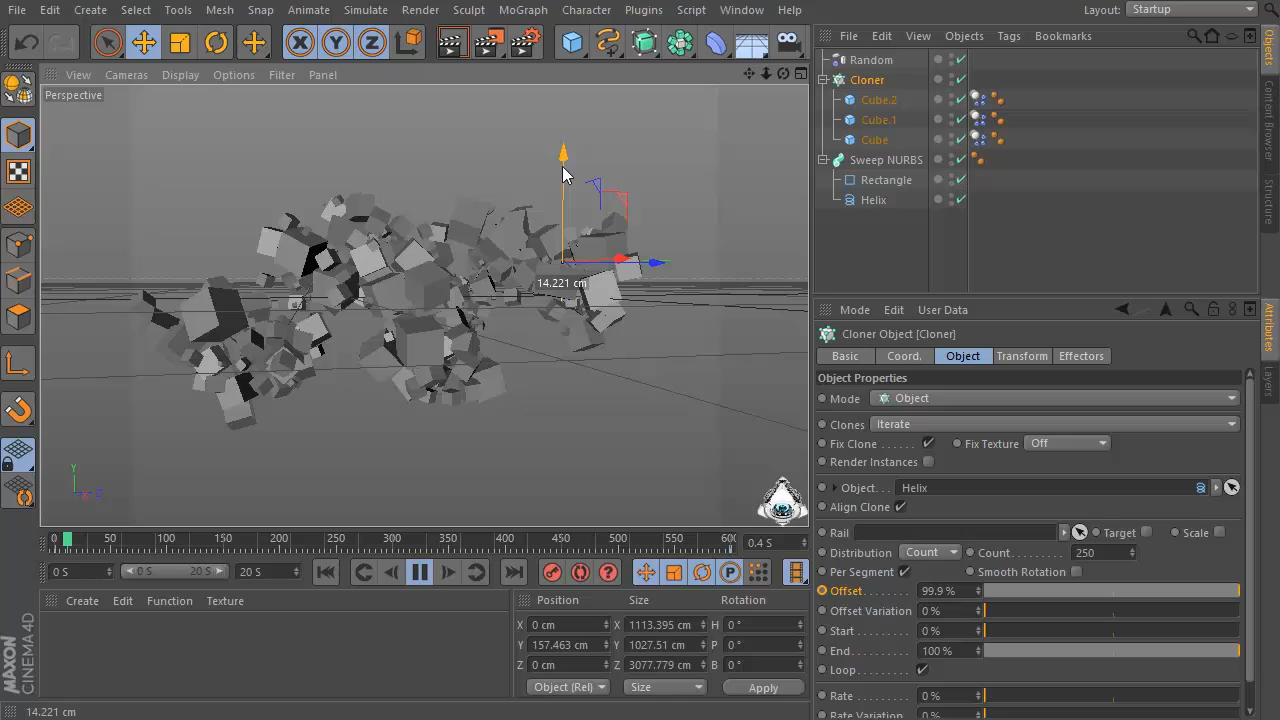 File Edit Create Select Tools Mesh Snap Animate Simulate Render Sculpt MoGraph Character Plugins Script Window Help Layout: Startup
File Edit View Objects Tags Bookmarks
View Cameras Display Options Filter Panel
Perspective
Random
Cloner
Cube.2
Cube.1
Cube
Sweep NURBS
Rectangle
Helix
Objects
Content Browser
Structure
14.221 cm
Y
Z
Mode Edit User Data
Cloner Object [Cloner]
Basic Coord. Object Transform Effectors
Object Properties
Mode Object
Clones Iterate
Fix Clone ...... Fix Texture Off
Render Instances
Object... Helix
Align Clone
Rail Target Scale
Distribution Count Count......... 250
Per Segment Smooth Rotation
Offset........ 99.9 %
Offset Variation 0 %
Start........ 0 %
End......... 100 %
Loop........
Rate ........ 0 %
Rate Variation 0 %
Attributes
Layers
0 50 100 150 200 250 300 350 400 450 500 550 600 0.4 S
0 S 0 S 20 S 20 S
Create Edit Function Texture
Position Size Rotation
X 0 cm X 1113.395 cm H 0 °
Y 157.463 cm Y 1027.51 cm P 0 °
Z 0 cm Z 3077.779 cm B 0 °
Object (Rel) Size Apply
MAXON
CINEMA 4D
14.221 cm